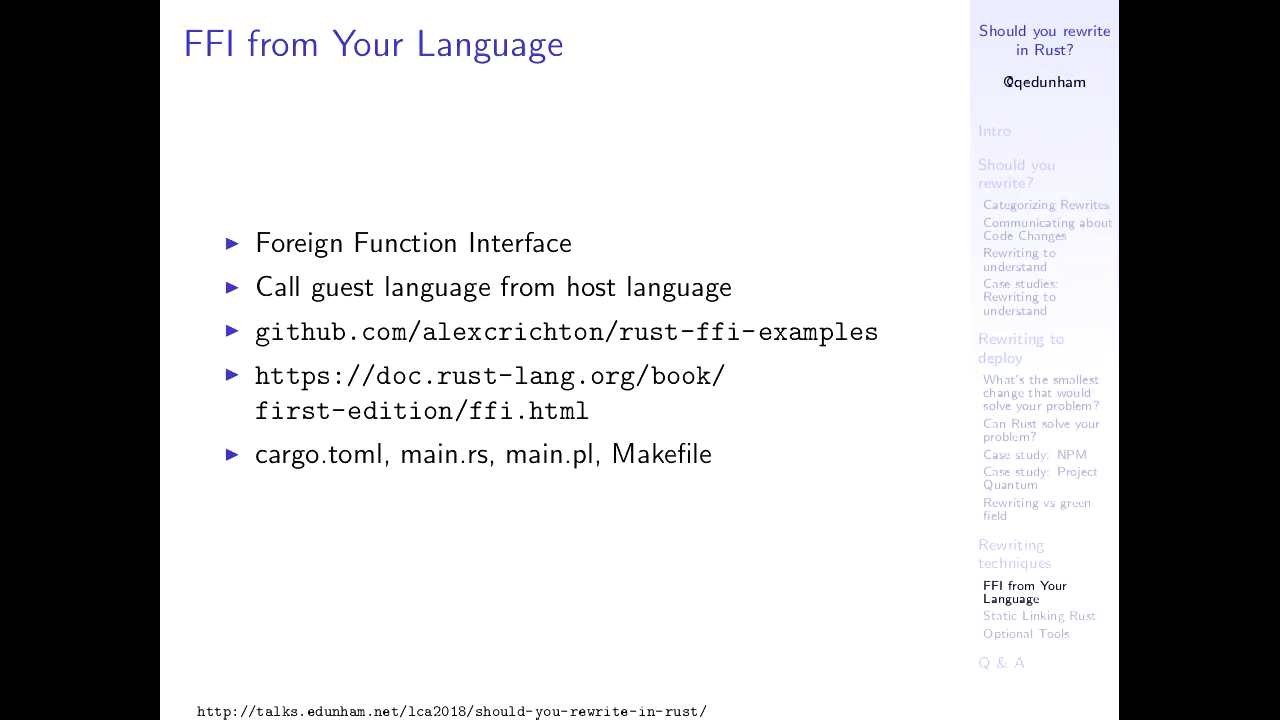 FFI from Your Language
Foreign Function Interface
Call guest language from host language
github.com/alexcrichton/rust-ffi-examples
https://doc.rust-lang.org/book/
first-edition/ffi.html
cargo.toml, main.rs, main.pl, Makefile
http://talks.edunham.net/lca2018/should-you-rewrite-in-rust/
Should you rewrite
in Rust?
@qedunham
Intro
Should you
rewrite?
Categorizing Rewrites
Communicating about
Code Changes
Rewriting to
understand
Case studies:
Rewriting to
understand
Rewriting to
deploy
What's the smallest
change that would
solve your problem?
Can Rust solve your
problem?
Case study: NPM
Case study: Project
Quantum
Rewriting vs green
field
Rewriting
techniques
FFI from Your
Language
Static Linking Rust
Optional Tools
Q & A